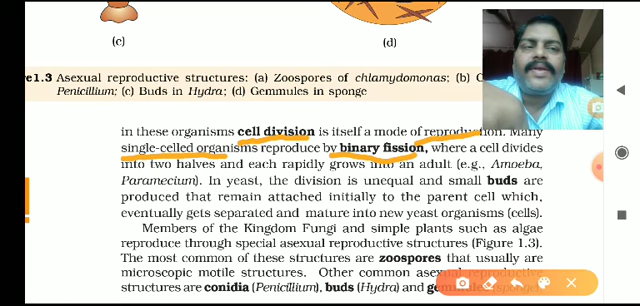 (c) (d)
e1.3 Asexual reproductive structures: (a) Zoospores of chlamydomonas; (b) C
Penicillium; (c) Buds in Hydra; (d) Gemmules in sponge
in these organisms cell division is itself a mode of reproduction. Many
single-celled organisms reproduce by binary fission, where a cell divides
into two halves and each rapidly grows into an adult (e.g., Amoeba,
Paramecium). In yeast, the division is unequal and small buds are
produced that remain attached initially to the parent cell which,
eventually gets separated and mature into new yeast organisms (cells).
Members of the Kingdom Fungi and simple plants such as algae
reproduce through special asexual reproductive structures (Figure 1.3).
The most common of these structures are zoospores that usually are
microscopic motile structures. Other common asexual reproductive
structures are conidia (Penicillium), buds (Hydra) and